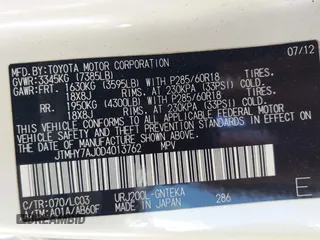 MFD. BY:TOYOTA MOTOR CORPORATION 07/12
GVWR:3345KG (7385LB)
GAWR:FRT. 1630KG (3595LB) WITH P285/60R18 TIRES,
18X8J RIMS, AT 230KPA (33PSI) COLD
RR. 1950KG (4300LB) WITH P285/60R18 TIRES,
18X8J RIMS, AT 230KPA (33PSI) COLD
THIS VEHICLE CONFORMS TO ALL APPLICABLE
FEDERAL MOTOR VEHICLE SAFETY
STANDARDS IN EFFECT ON THE DATE OF
MANUFACTURE SHOWN ABOVE.
JTMHY7AJ0D4013762 MPV
C/TR:070/LC03 URJ200L-GNTEKA
A/TM:A01A/AB60F MADE IN JAPAN 286 E